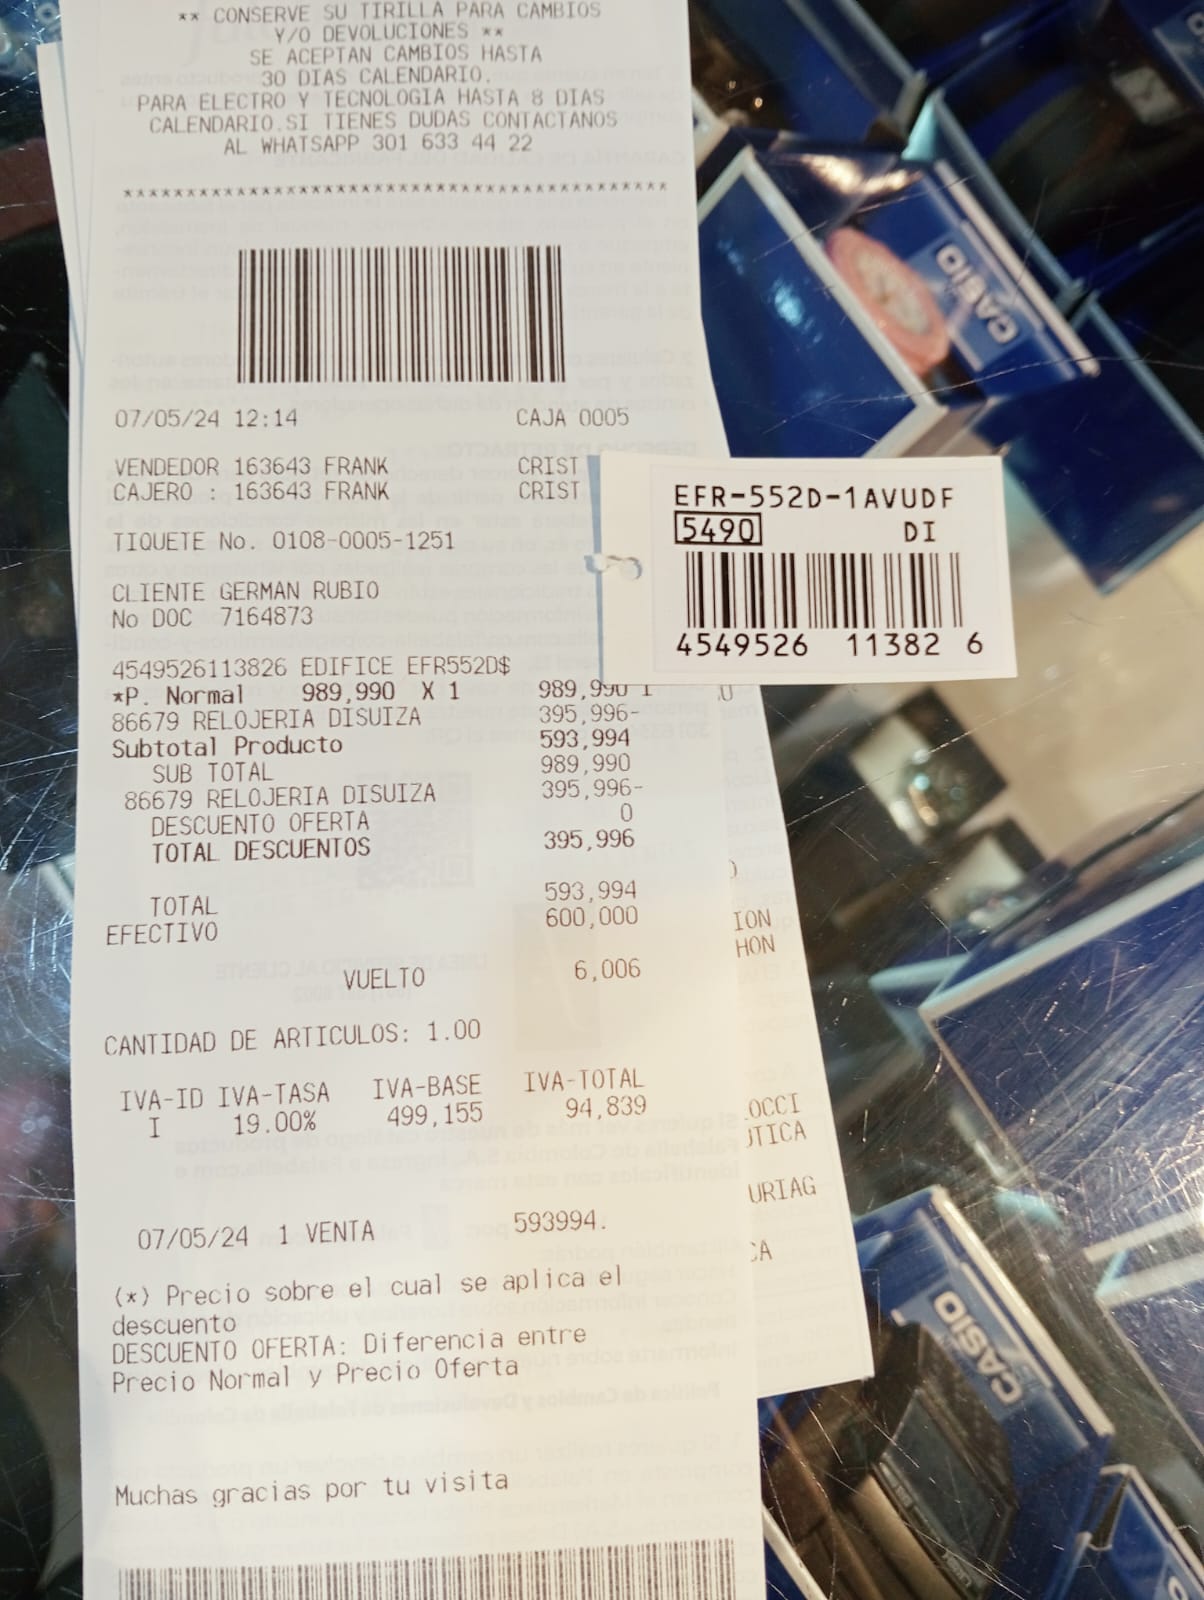 ** CONSERVE SU TIRILLA PARA CAMBIOS
Y/O DEVOLUCIONES **
SE ACEPTAN CAMBIOS HASTA
30 DIAS CALENDARIO.
PARA ELECTRO Y TECNOLOGIA HASTA 8 DIAS
CALENDARIO.SI TIENES DUDAS CONTACTANOS
AL WHATSAPP 301 633 44 22
*******************************************
07/05/24 12:14 CAJA 0005
VENDEDOR 163643 FRANK CRIST
CAJERO : 163643 FRANK CRIST
TIQUETE No. 0108-0005-1251
CLIENTE GERMAN RUBIO
No DOC 7164873
4549526113826 EDIFICE EFR552D$
*P. Normal 989,990 X 1 989,990 I
86679 RELOJERIA DISUIZA 395,996-
Subtotal Producto 593,994
SUB TOTAL 989,990
86679 RELOJERIA DISUIZA 395,996-
DESCUENTO OFERTA 0
TOTAL DESCUENTOS 395,996
TOTAL 593,994
EFECTIVO 600,000
VUELTO 6,006
CANTIDAD DE ARTICULOS: 1.00
IVA-ID IVA-TASA IVA-BASE IVA-TOTAL
I 19.00% 499,155 94,839
07/05/24 1 VENTA 593994.
(*) Precio sobre el cual se aplica el
descuento
DESCUENTO OFERTA: Diferencia entre
Precio Normal y Precio Oferta
Muchas gracias por tu visita
EFR-552D-1AVUDF
5490 DI
4549526 11382 6
ION
HON
OCCI
OTICA
URIAG
CA
CASIO
CASIO